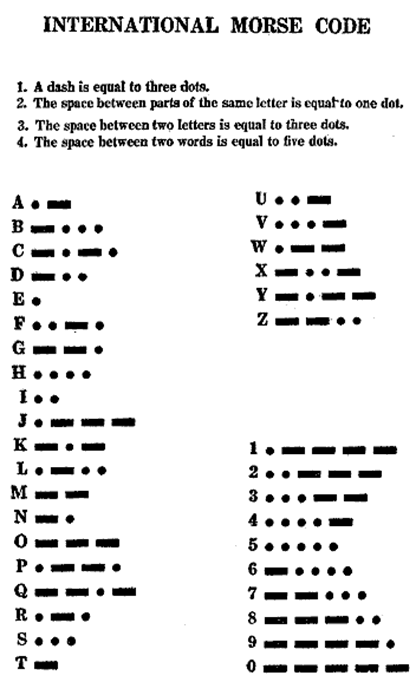 INTERNATIONAL MORSE CODE
1. A dash is equal to three dots.
2. The space between parts of the same letter is equal to one dot.
3. The space between two letters is equal to three dots.
4. The space between two words is equal to five dots.
A • —
B — • • •
C — • — •
D — • •
E •
F • • — •
G — — •
H • • • •
I • •
J • — — —
K — • —
L • — • •
M — —
N — •
O — — —
P • — — •
Q — — • —
R • — •
S • • •
T —
U • • —
V • • • —
W • — —
X — • • —
Y — • — —
Z — — • •
1 • — — — —
2 • • — — —
3 • • • — —
4 • • • • —
5 • • • • •
6 — • • • •
7 — — • • •
8 — — — • •
9 — — — — •
0 — — — — —